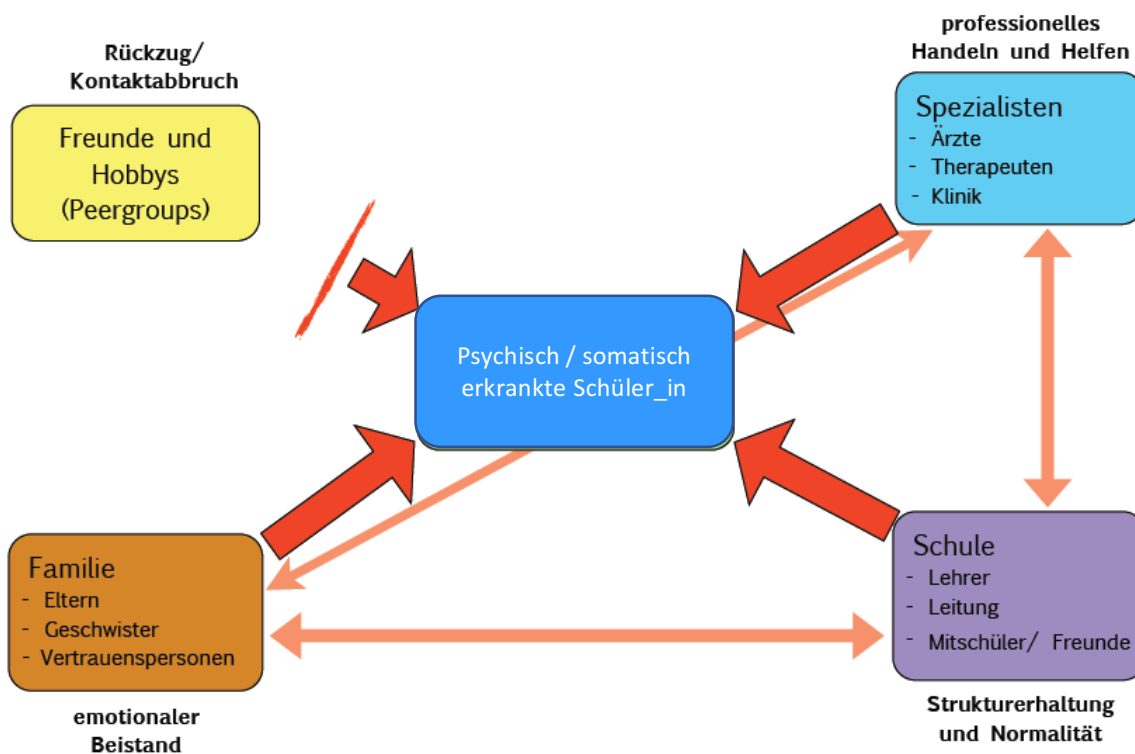 Rückzug/
Kontaktabbruch
Freunde und
Hobbys
(Peergroups)
professionelles
Handeln und Helfen
Spezialisten
- Ärzte
- Therapeuten
- Klinik
Psychisch / somatisch
erkrankte Schüler_in
Familie
- Eltern
- Geschwister
- Vertrauenspersonen
emotionaler
Beistand
Schule
- Lehrer
- Leitung
- Mitschüler/ Freunde
Strukturerhaltung
und Normalität